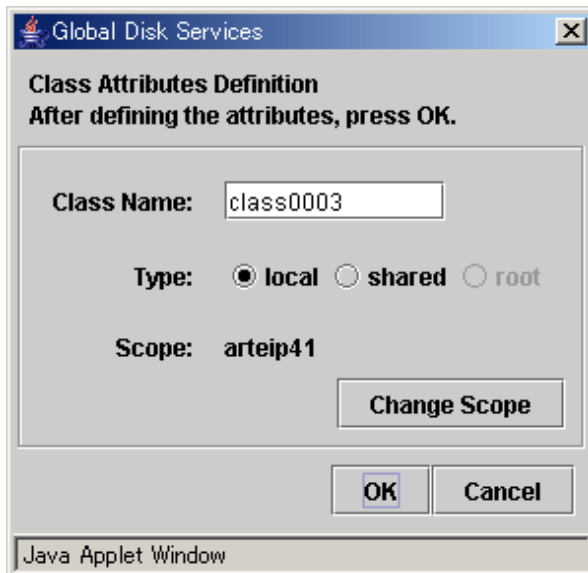 Global Disk Services
Class Attributes Definition
After defining the attributes, press OK.
Class Name: class0003
Type: local shared root
Scope: arteip41
Change Scope
OK Cancel
Java Applet Window